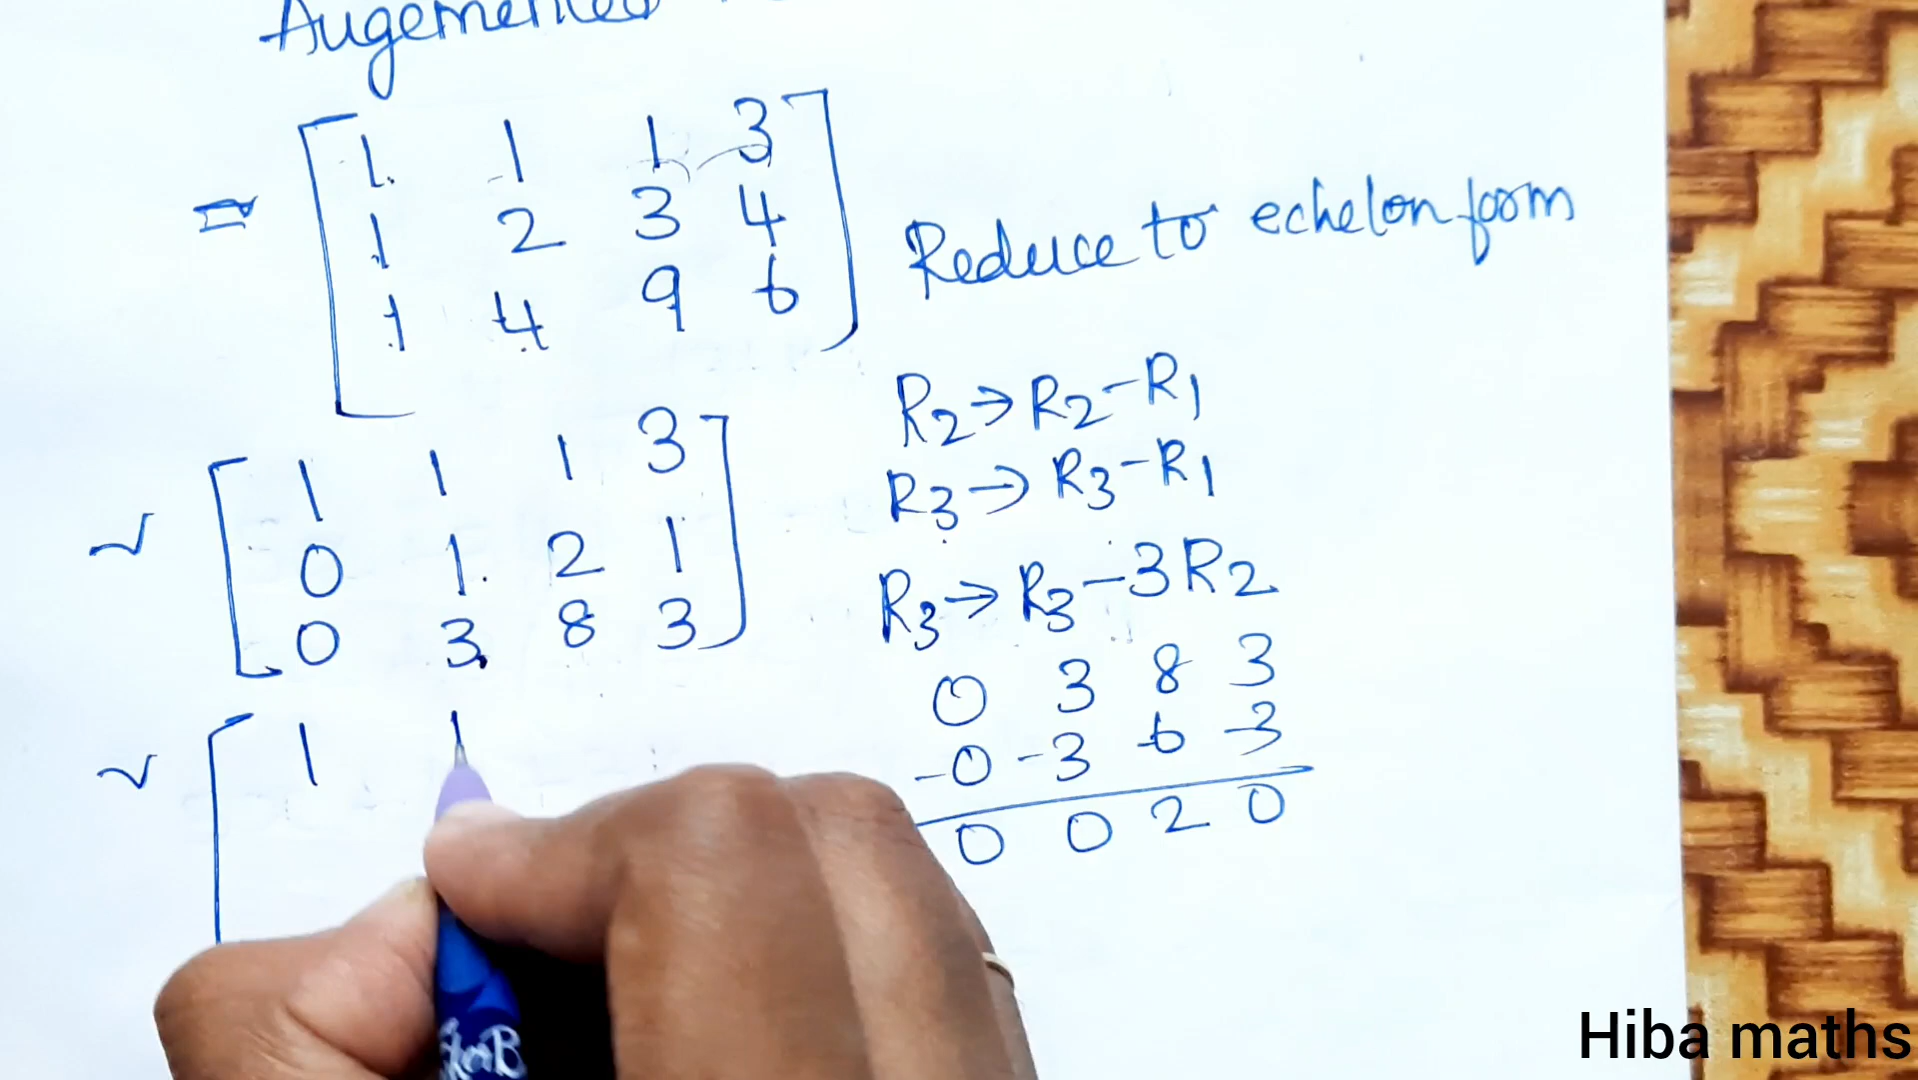 Augemented
= [ 1 1 1 3 ]
1 2 3 4
1 4 9 6
Reduce to echelon form
R2→R2-R1
R3→R3-R1
~ [ 1 1 1 3 ]
0 1 2 1
0 3 8 3
R3→R3-3R2
0 3 8 3
-0 -3 -6 -3
0 0 2 0
~ [ 1 1
Hiba maths